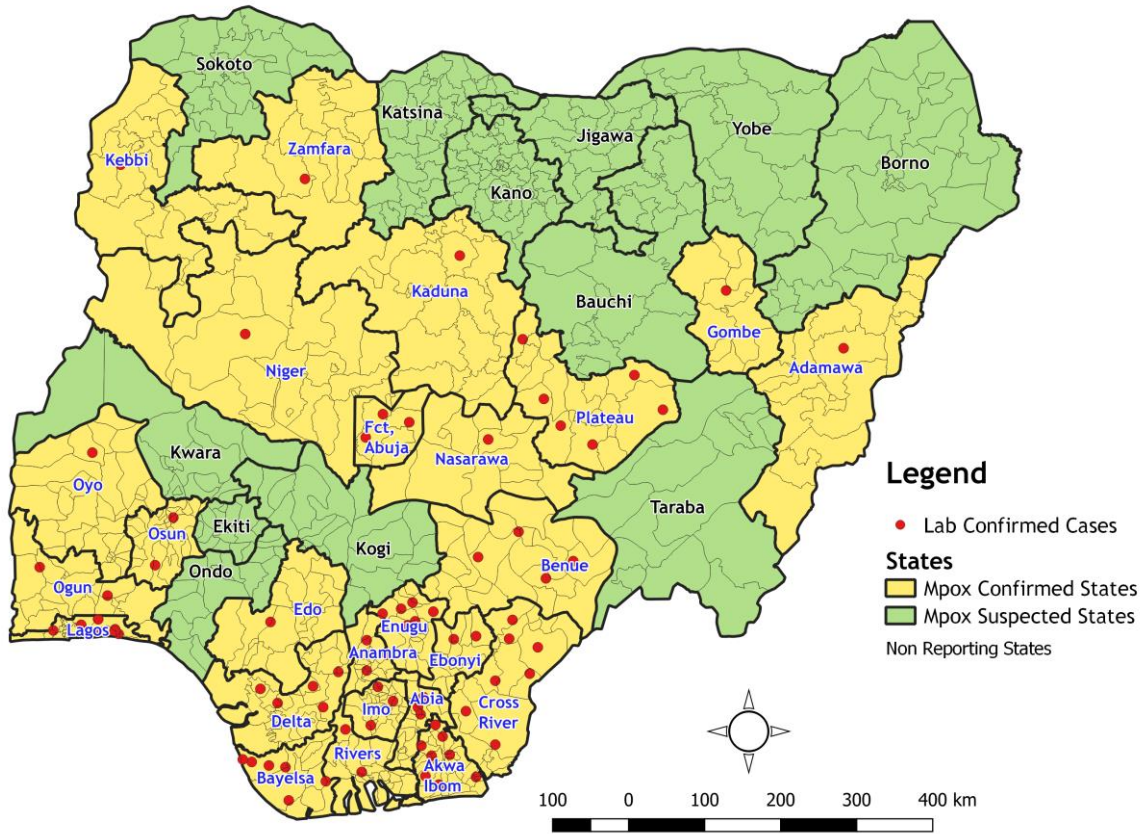 Sokoto
Katsina
Kebbi
Zamfara
Jigawa
Yobe
Borno
Kano
Kaduna
Bauchi
Gombe
Adamawa
Niger
Plateau
Fct,
Abuja
Nasarawa
Kwara
Oyo
Taraba
Ekiti
Osun
Kogi
Benue
Ondo
Ogun
Edo
Lagos
Enugu
Anambra
Ebonyi
Abia
Cross
River
Imo
Delta
Rivers
Akwa
Ibom
Bayelsa
Legend
Lab Confirmed Cases
States
Mpox Confirmed States
Mpox Suspected States
Non Reporting States
100 0 100 200 300 400 km